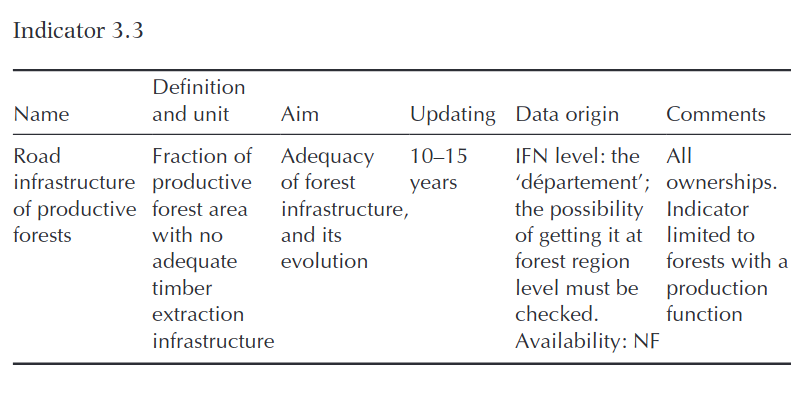 Indicator 3.3
Definition
Name and unit Aim Updating Data origin Comments
Road Fraction of Adequacy 10–15 IFN level: the All
infrastructure productive of forest years ‘département’; ownerships.
of productive forest area infrastructure, the possibility Indicator
forests with no and its of getting it at limited to
adequate evolution forest region forests with a
timber level must be production
extraction checked. function
infrastructure Availability: NF